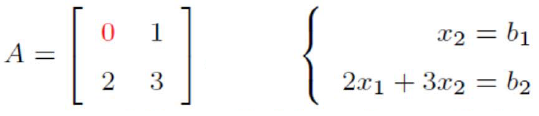 A = [ 0 1 { x₂ = b₁
2 3 ] 2x₁ + 3x₂ = b₂